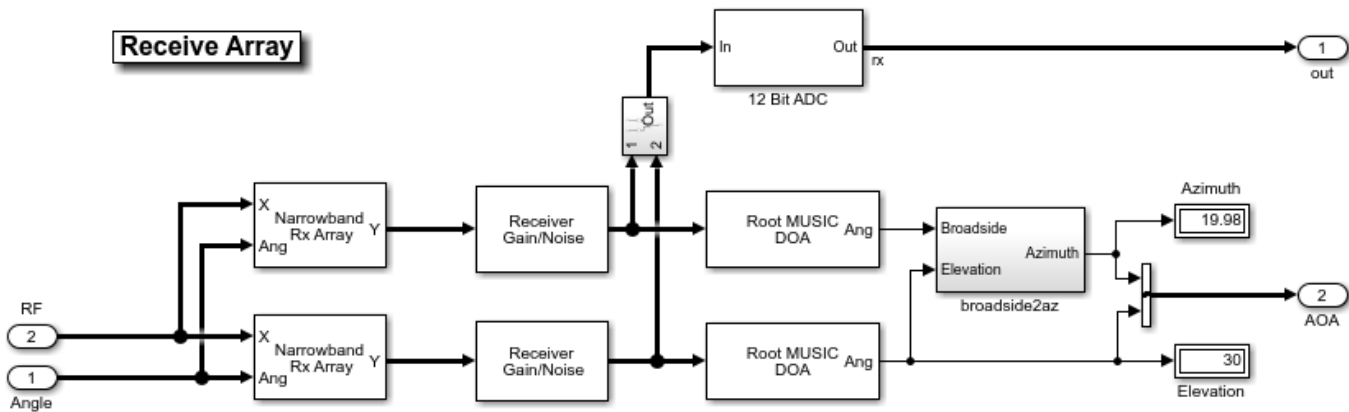 Receive Array
In
Out
rx
12 Bit ADC
1
out
Out
1
2
X
Ang
Narrowband
Rx Array
Y
Receiver
Gain/Noise
Root MUSIC
DOA
Ang
Broadside
Elevation
Azimuth
broadside2az
Azimuth
19.98
RF
2
1
Angle
X
Ang
Narrowband
Rx Array
Y
Receiver
Gain/Noise
Root MUSIC
DOA
Ang
2
AOA
30
Elevation